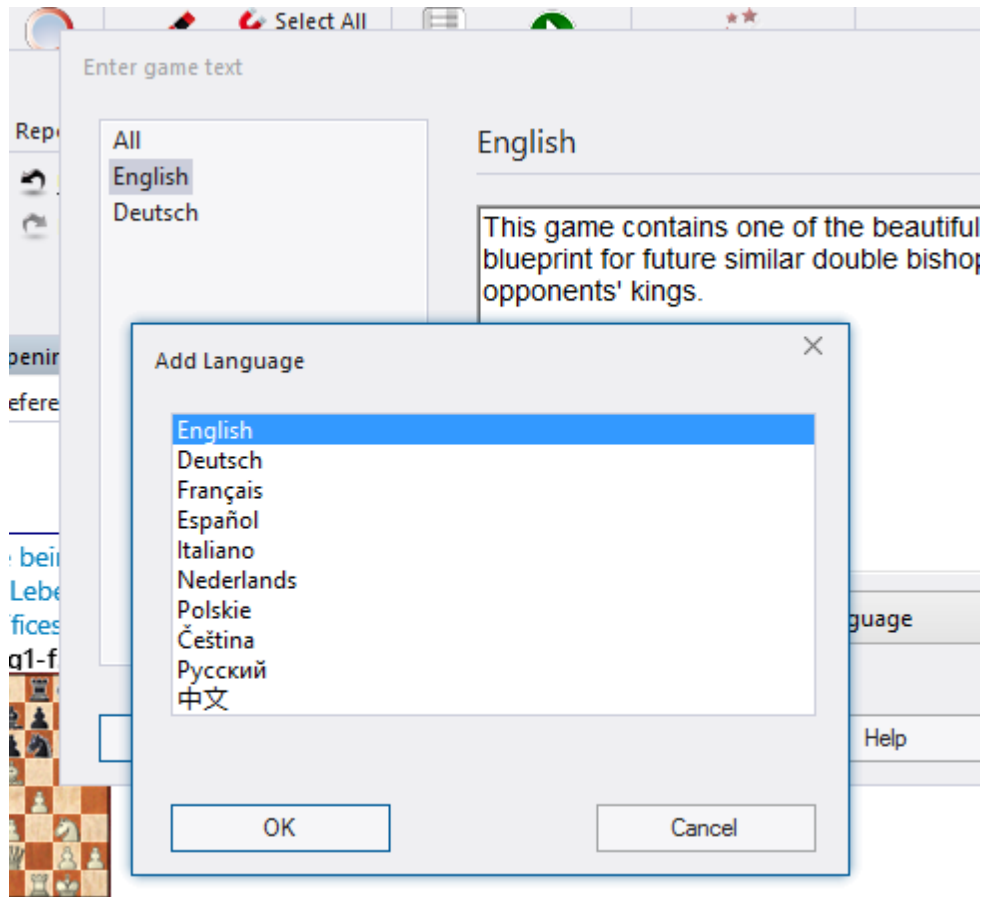 Select All
Enter game text
All
English
Deutsch
English
This game contains one of the beautiful
blueprint for future similar double bishop
opponents' kings.
Add Language
English
Deutsch
Français
Español
Italiano
Nederlands
Polskie
Čeština
Русский
中文
OK
Cancel
Help